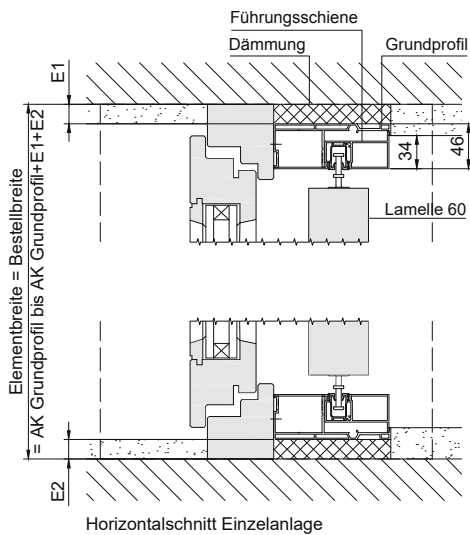 Führungsschiene
Dämmung
Grundprofil
E1
34
46
Lamelle 60
Elementbreite = Bestellbreite
= AK Grundprofil bis AK Grundprofil+E1+E2
E2
Horizontalschnitt Einzelanlage